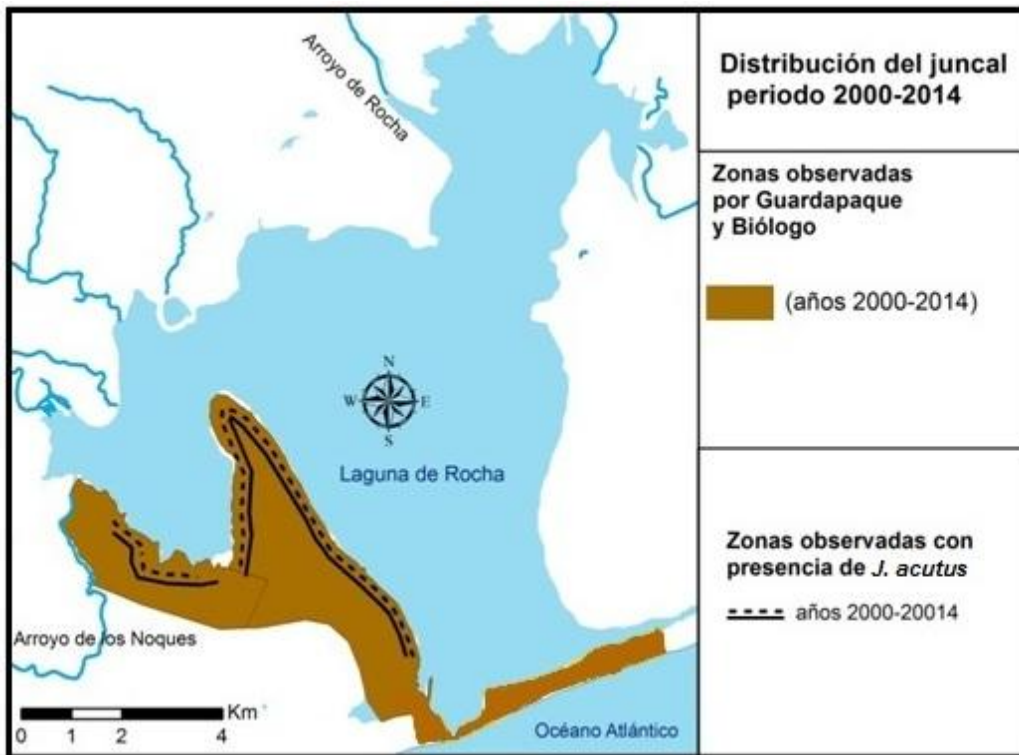 Arroyo de Rocha
N
W E
S
Laguna de Rocha
Arroyo de los Noques
Km
0 1 2 4
Océano Atlántico
Distribución del juncal
periodo 2000-2014
Zonas observadas
por Guardapaque
y Biólogo
(años 2000-2014)
Zonas observadas con
presencia de J. acutus
años 2000-20014